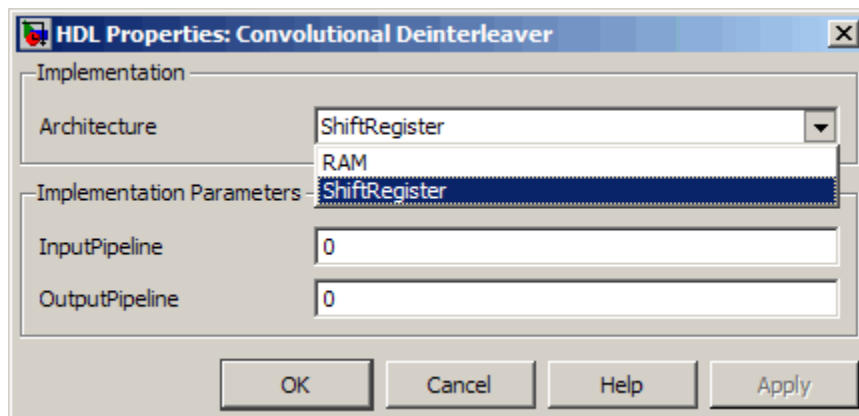 HDL Properties: Convolutional Deinterleaver
Implementation
Architecture ShiftRegister
RAM
Implementation Parameters ShiftRegister
InputPipeline 0
OutputPipeline 0
OK Cancel Help Apply